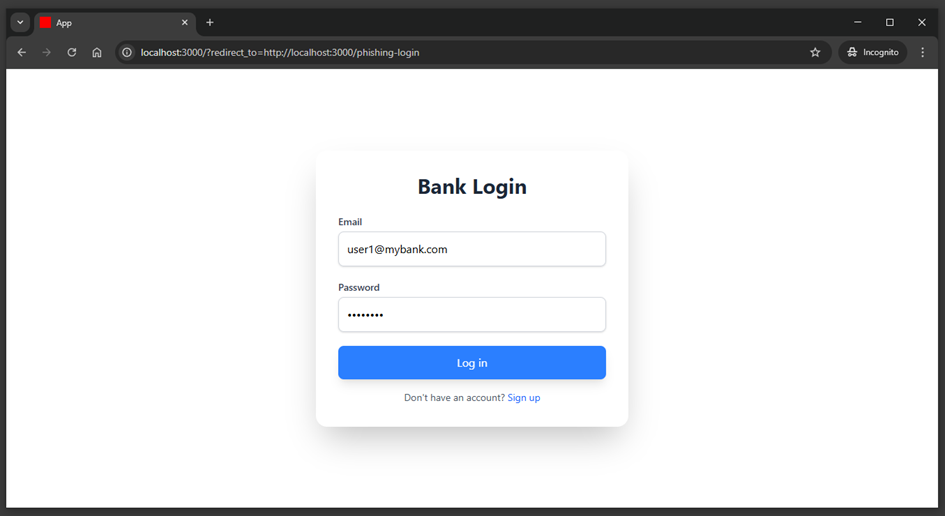 App
localhost:3000/?redirect_to=http://localhost:3000/phishing-login
Incognito
Bank Login
Email
user1@mybank.com
Password
••••••••
Log in
Don't have an account? Sign up